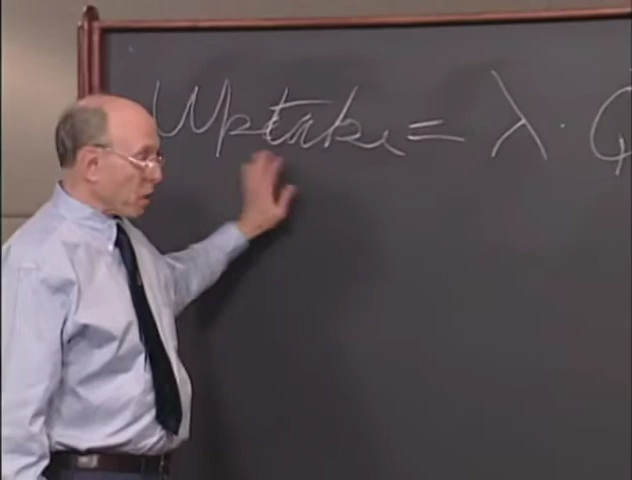 Uptake = λ · Q